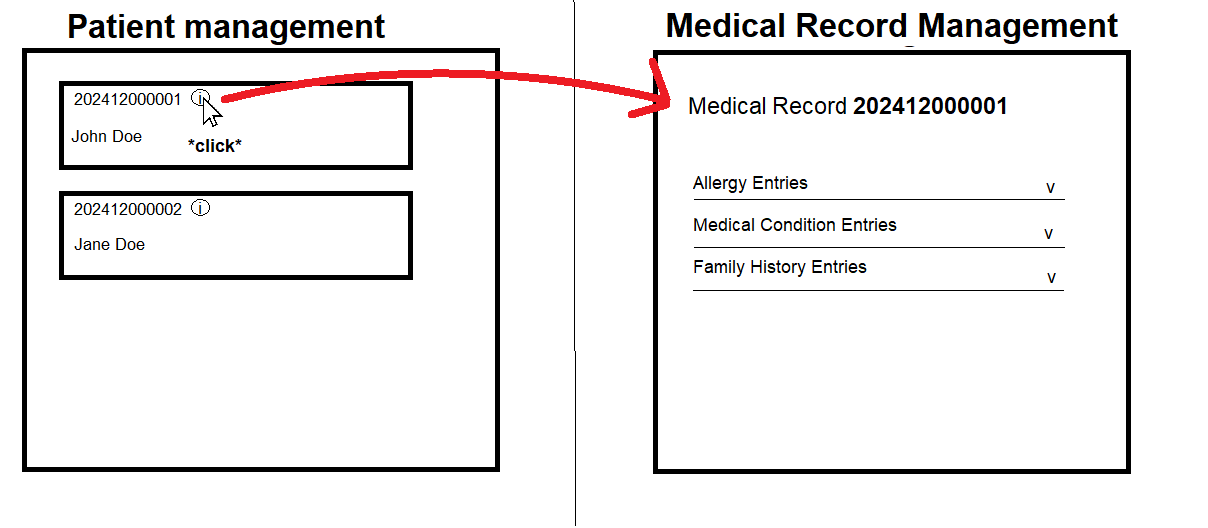 Patient management
202412000001 i
John Doe
*click*
202412000002 i
Jane Doe
Medical Record Management
Medical Record 202412000001
Allergy Entries v
Medical Condition Entries v
Family History Entries v